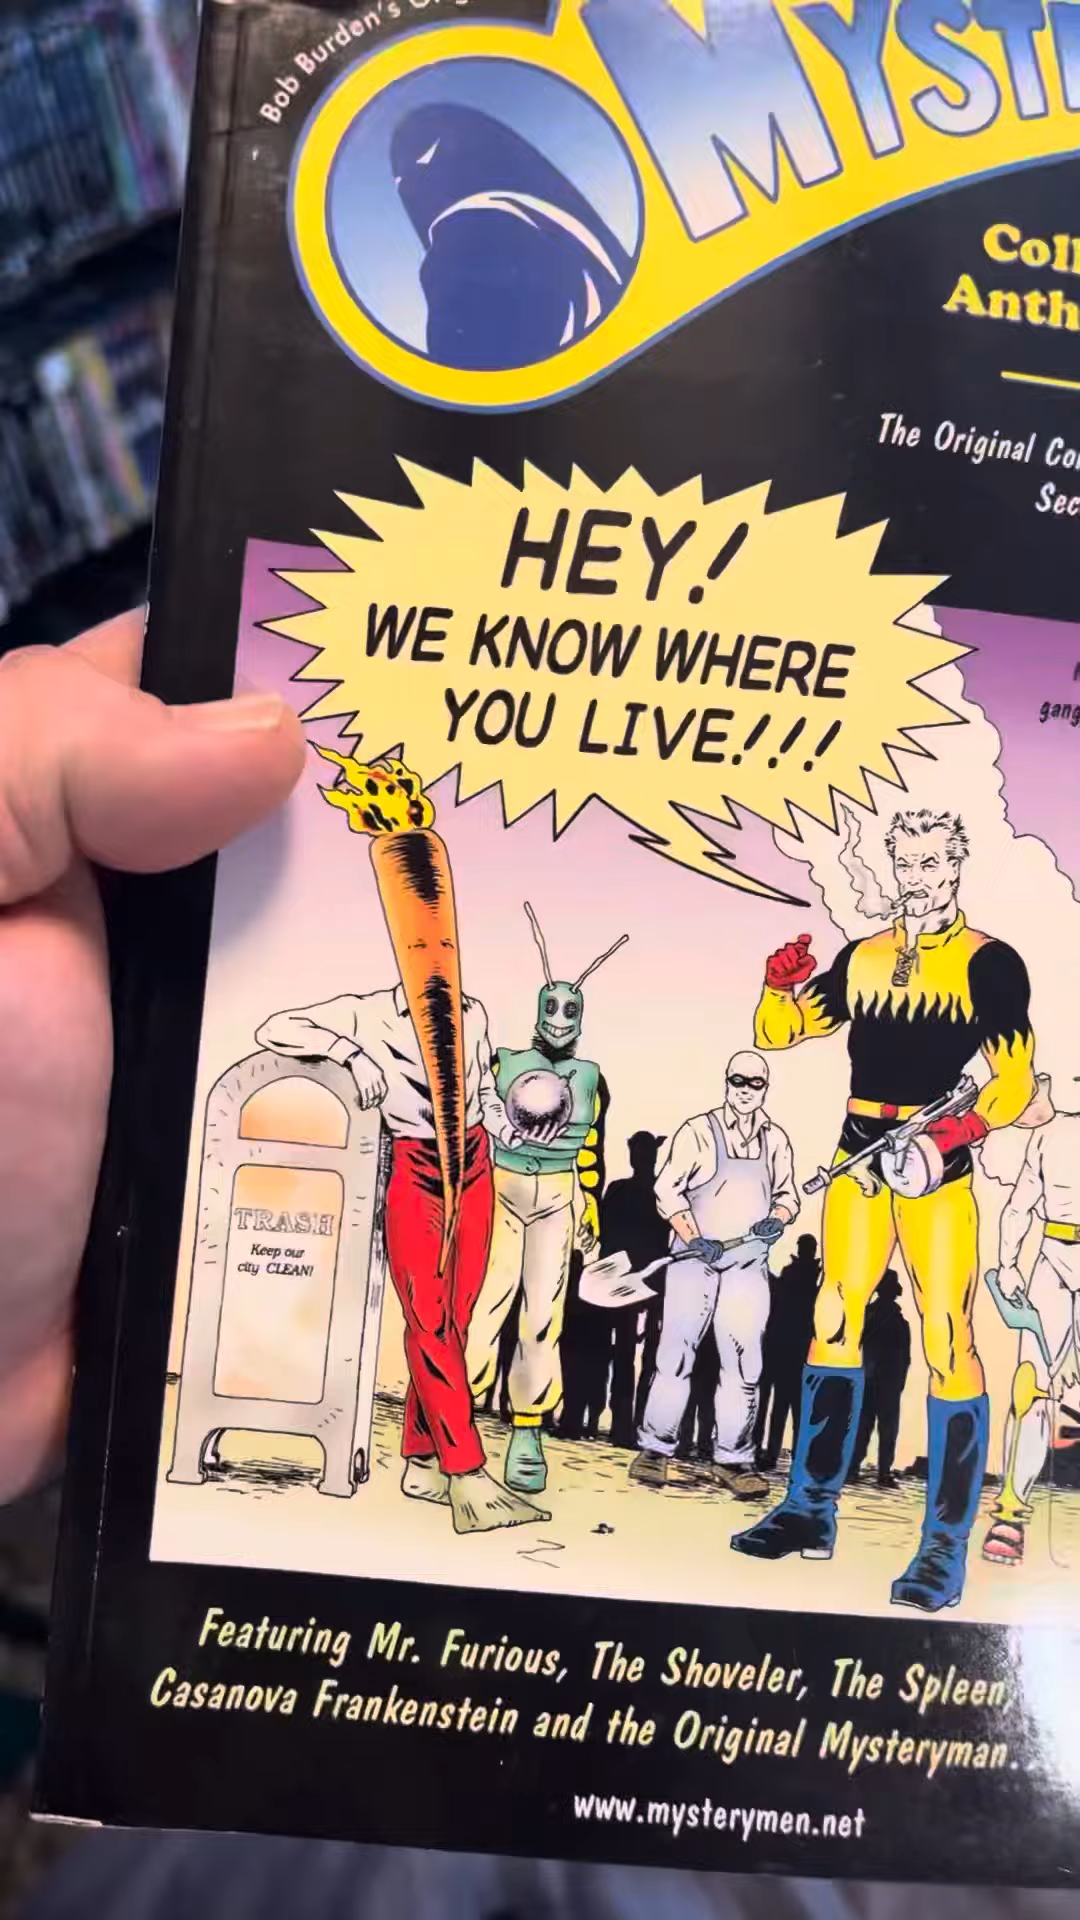 Bob Burden's
MYST
Coll
Anth
The Original Co
Sec
HEY!
WE KNOW WHERE
YOU LIVE!!!
gang
TRASH
Keep our
city CLEAN!
Featuring Mr. Furious, The Shoveler, The Spleen,
Casanova Frankenstein and the Original Mysteryman.
www.mysterymen.net